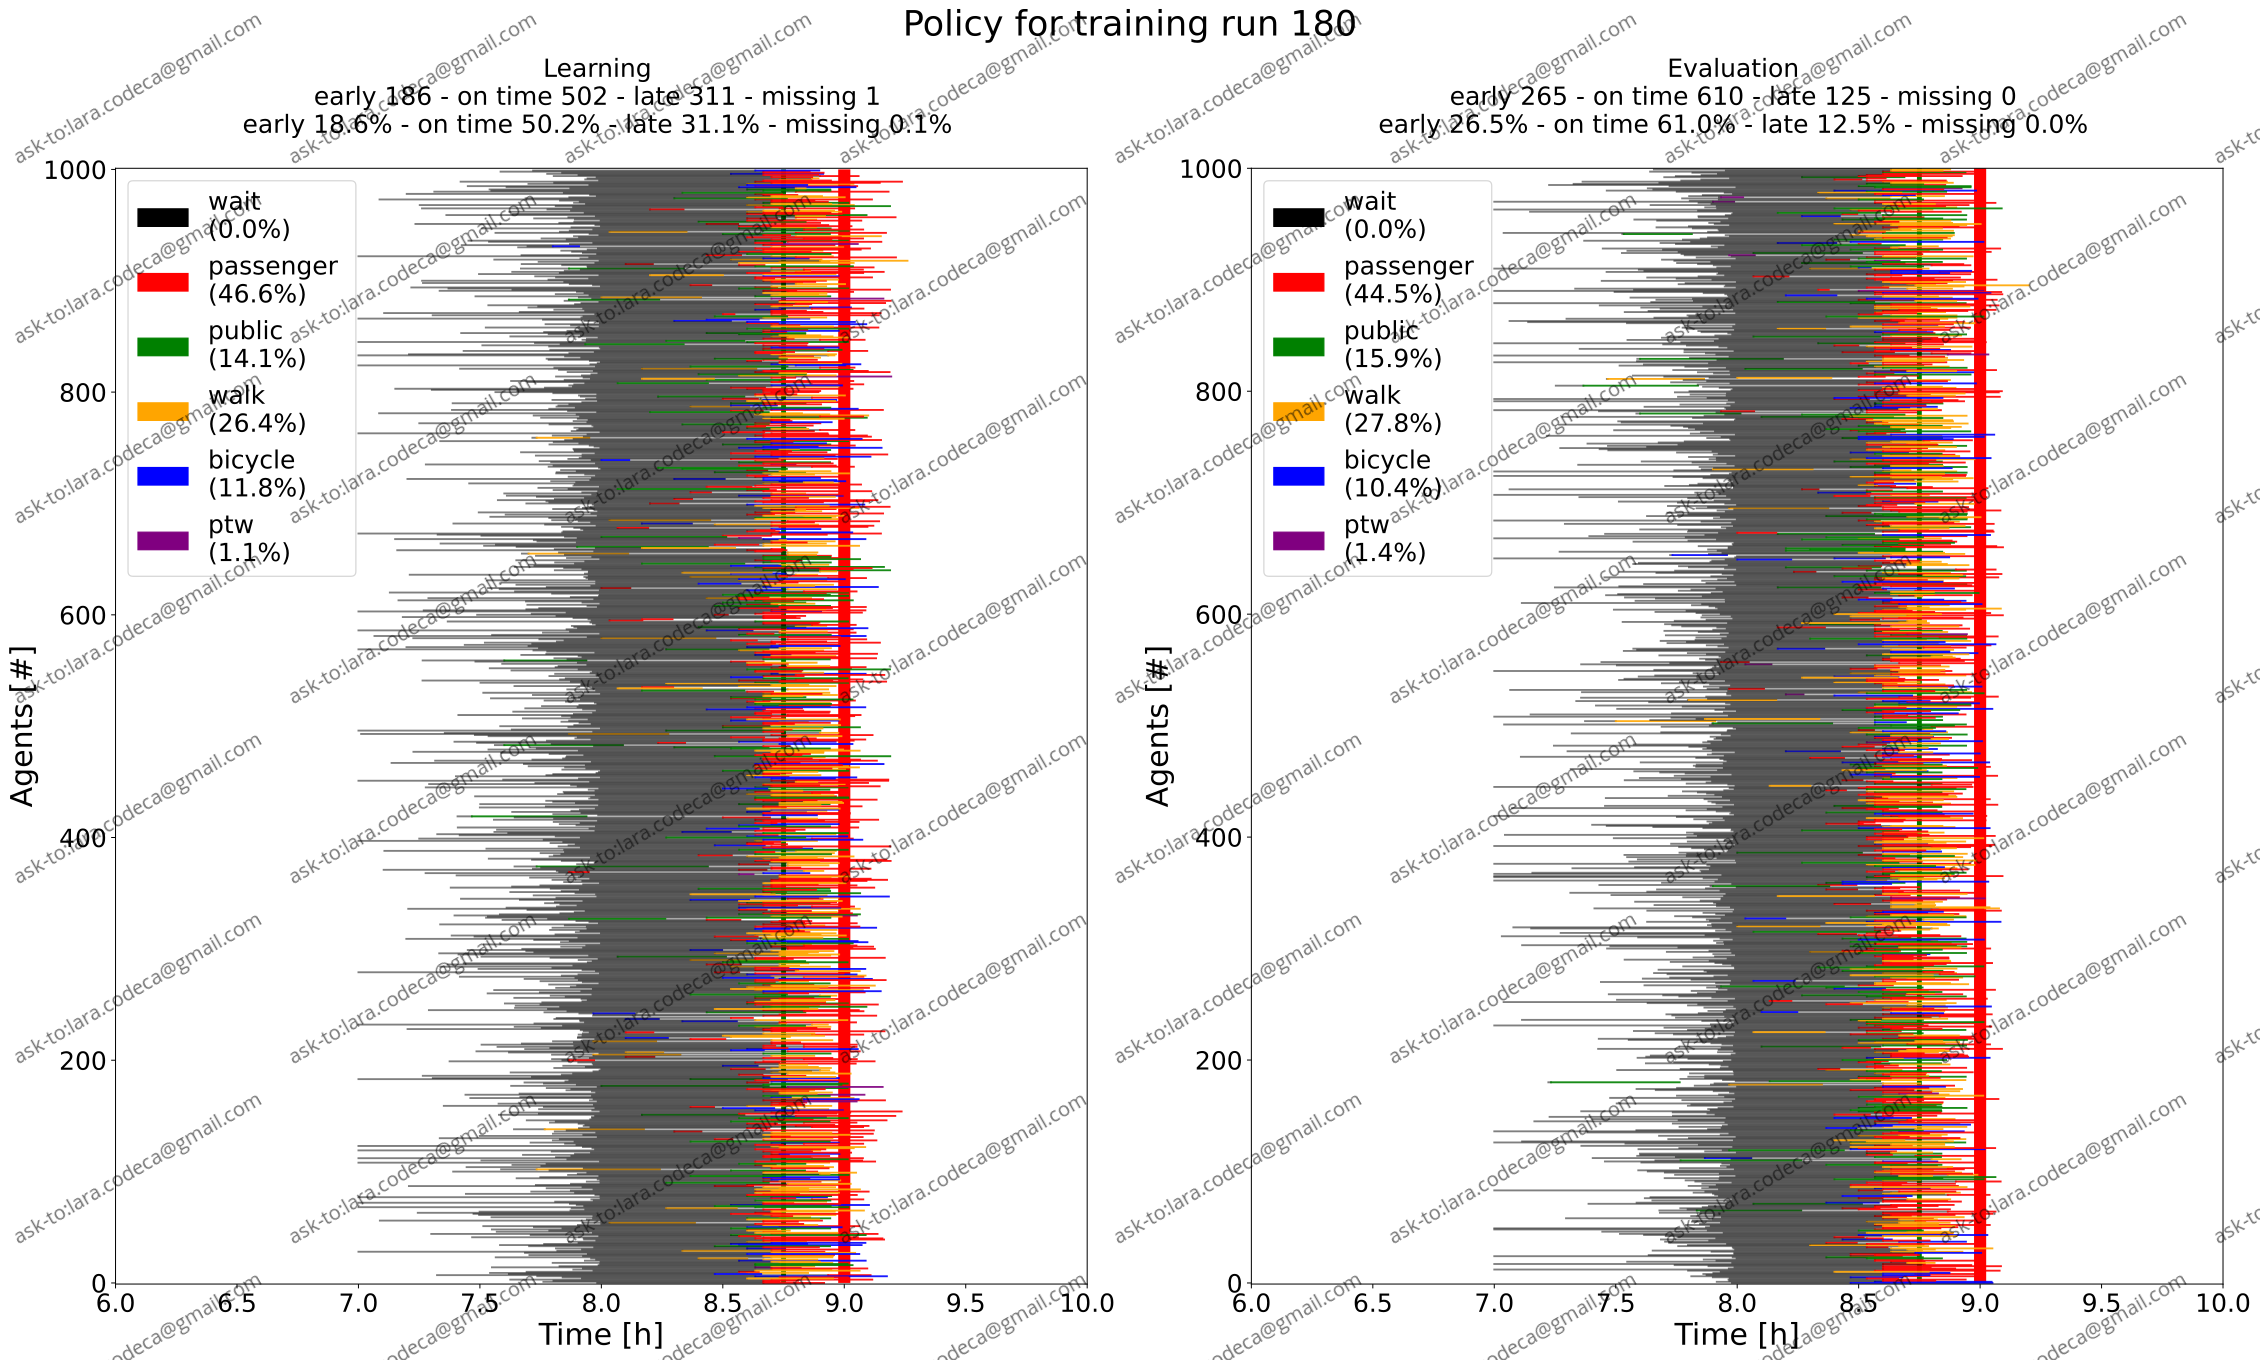 Policy for training run 180
Learning
early 186 - on time 502 - late 311 - missing 1
early 18.6% - on time 50.2% - late 31.1% - missing 0.1%
wait
(0.0%)
passenger
(46.6%)
public
(14.1%)
walk
(26.4%)
bicycle
(11.8%)
ptw
(1.1%)
Agents [#]
1000
800
600
400
200
0
6.0 6.5 7.0 7.5 8.0 8.5 9.0 9.5 10.0
Time [h]
Evaluation
early 265 - on time 610 - late 125 - missing 0
early 26.5% - on time 61.0% - late 12.5% - missing 0.0%
wait
(0.0%)
passenger
(44.5%)
public
(15.9%)
walk
(27.8%)
bicycle
(10.4%)
ptw
(1.4%)
Agents [#]
1000
800
600
400
200
0
6.0 6.5 7.0 7.5 8.0 8.5 9.0 9.5 10.0
Time [h]
ask-to:lara.codeca@gmail.com